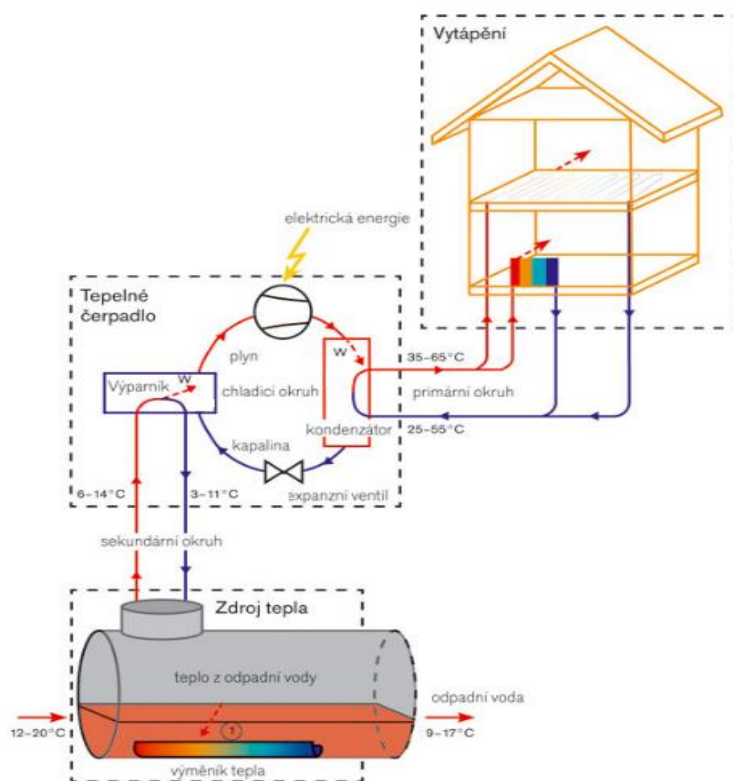 Vytápění
elektrická energie
Tepelné
čerpadlo
plyn
W
W
35–65°C
Výparník
chladicí okruh
primární okruh
kondenzátor
25–55°C
kapalina
6–14°C
3–11°C
expanzní ventil
sekundární okruh
Zdroj tepla
teplo z odpadní vody
odpadní voda
12–20°C
1
9–17°C
výměník tepla